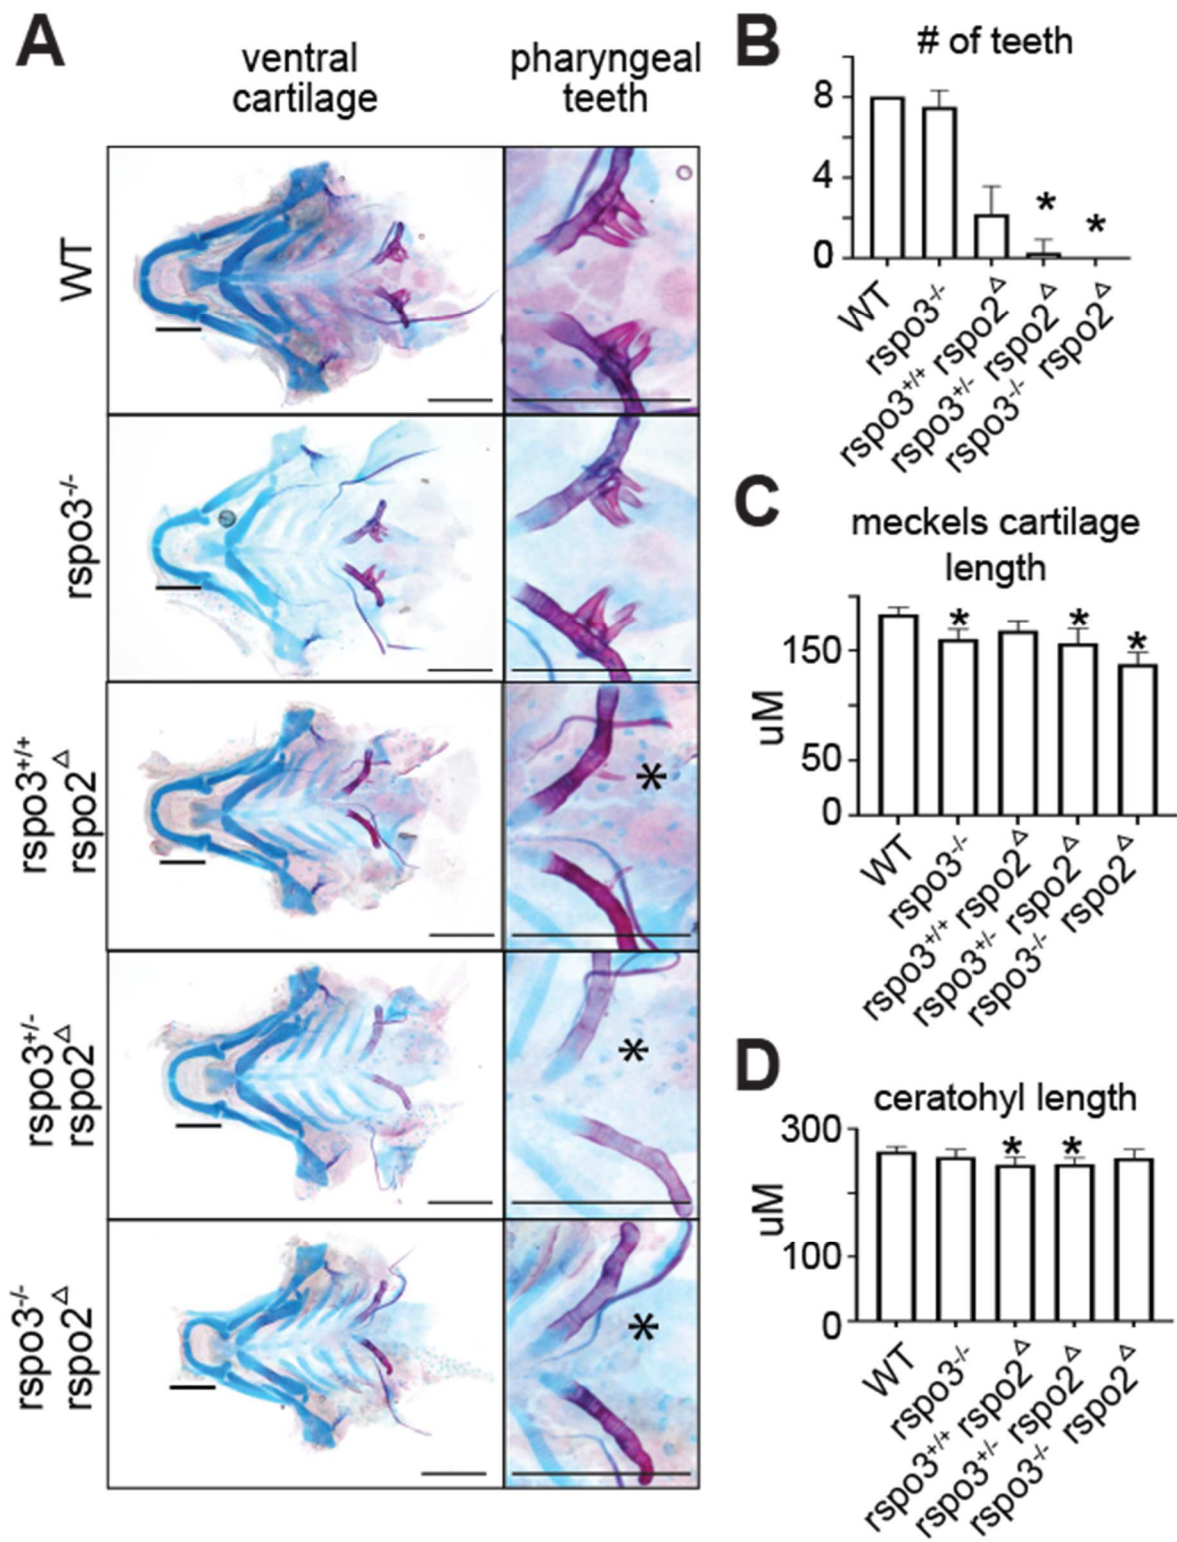 A
ventral
cartilage
pharyngeal
teeth
WT
rspo3-/-
rspo3+/+
rspo2Δ
*
rspo3+/-
rspo2Δ
*
rspo3-/-
rspo2Δ
*
B
# of teeth
8
4
0
*
*
WT
rspo3-/-
rspo3+/+ rspo2Δ
rspo3+/- rspo2Δ
rspo3-/- rspo2Δ
C
meckels cartilage
length
150
50
0
uM
*
*
*
WT
rspo3-/-
rspo3+/+ rspo2Δ
rspo3+/- rspo2Δ
rspo3-/- rspo2Δ
D
ceratohyl length
300
100
0
uM
*
*
WT
rspo3-/-
rspo3+/+ rspo2Δ
rspo3+/- rspo2Δ
rspo3-/- rspo2Δ